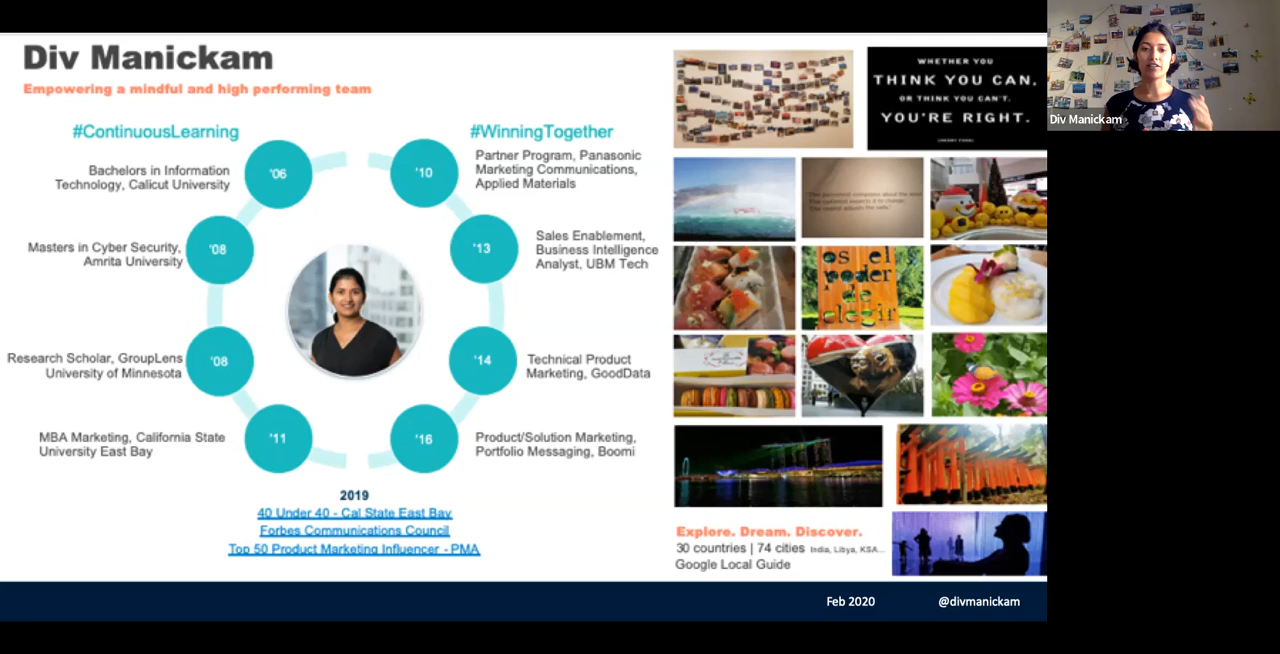 Div Manickam
Empowering a mindful and high performing team
#ContinuousLearning
'06
Bachelors in Information
Technology, Calicut University
'08
Masters in Cyber Security,
Amrita University
'08
Research Scholar, GroupLens
University of Minnesota
'11
MBA Marketing, California State
University East Bay
#WinningTogether
'10
Partner Program, Panasonic
Marketing Communications,
Applied Materials
'13
Sales Enablement,
Business Intelligence
Analyst, UBM Tech
'14
Technical Product
Marketing, GoodData
'16
Product/Solution Marketing,
Portfolio Messaging, Boomi
2019
40 Under 40 - Cal State East Bay
Forbes Communications Council
Top 50 Product Marketing Influencer - PMA
WHETHER YOU
THINK YOU CAN,
OR THINK YOU CAN'T,
YOU'RE RIGHT.
os el
poder
de
elegir
Explore. Dream. Discover.
30 countries | 74 cities India, Libya, KSA...
Google Local Guide
Feb 2020
@divmanickam
Div Manickam